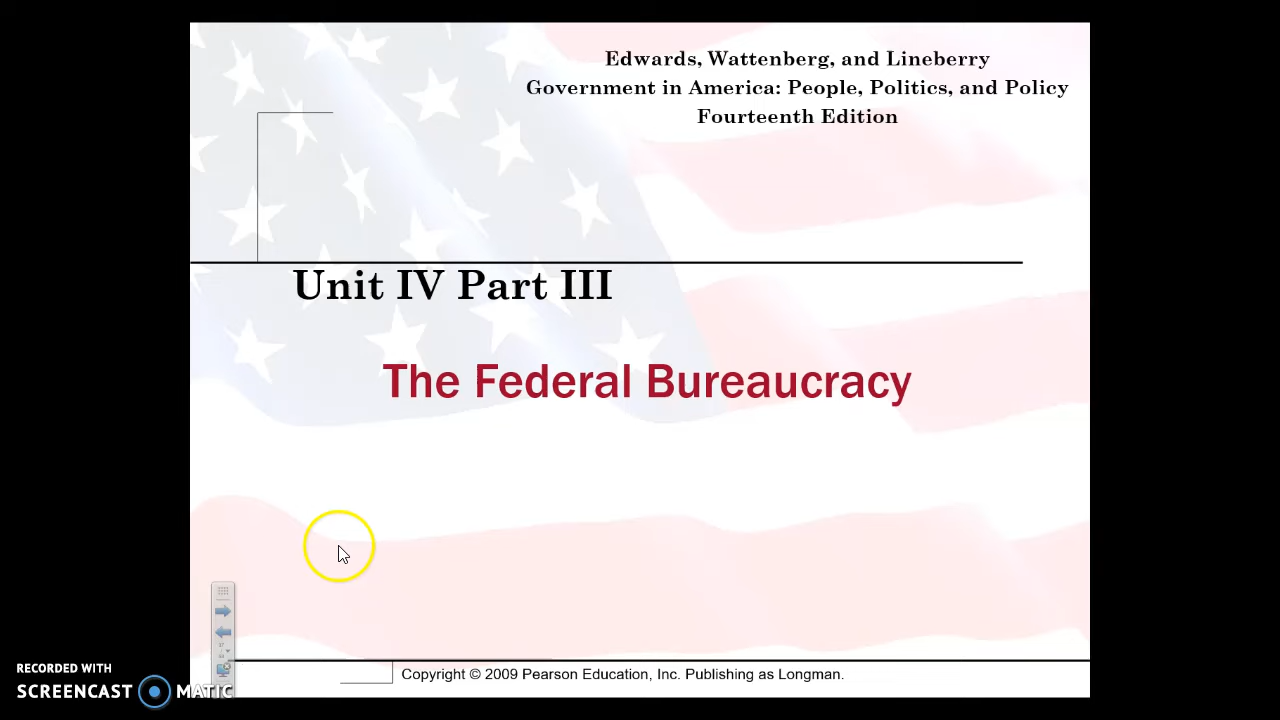 Edwards, Wattenberg, and Lineberry
Government in America: People, Politics, and Policy
Fourteenth Edition
Unit IV Part III
The Federal Bureaucracy
Copyright © 2009 Pearson Education, Inc. Publishing as Longman.
RECORDED WITH
SCREENCAST MATIC